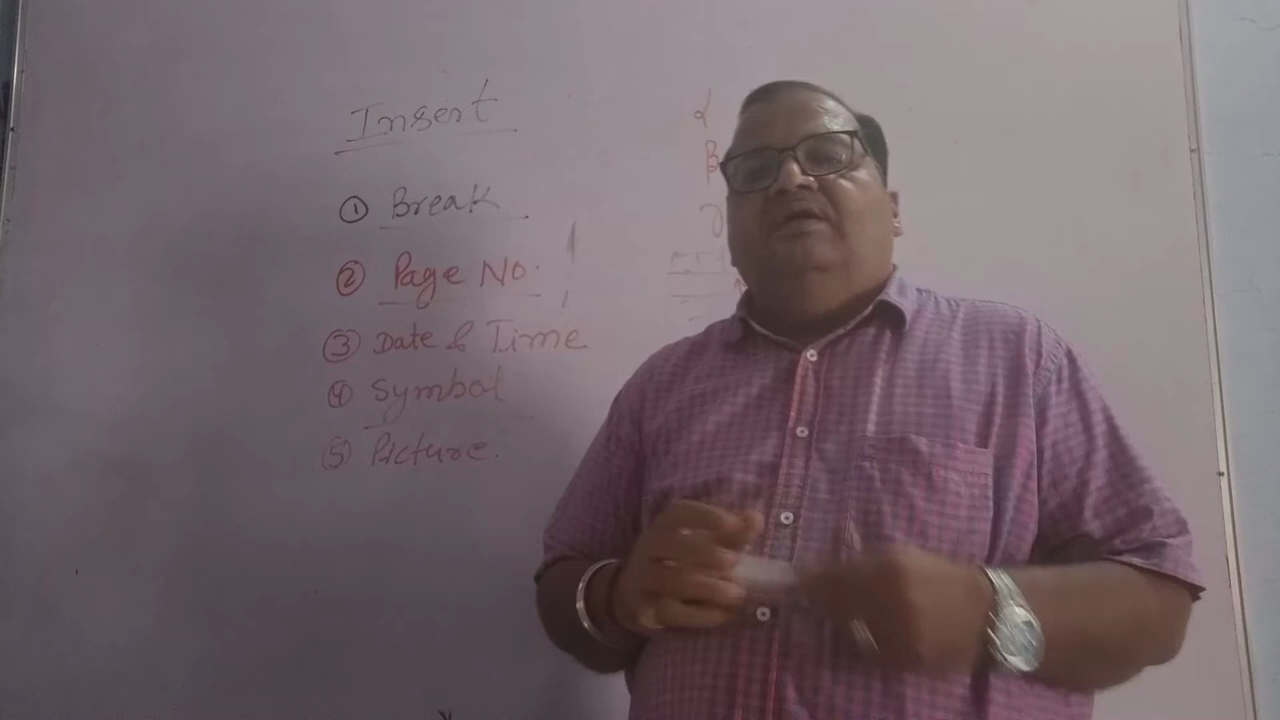 Insert
① Break
② Page No.
③ Date & Time
④ Symbol
⑤ Picture.
α
β